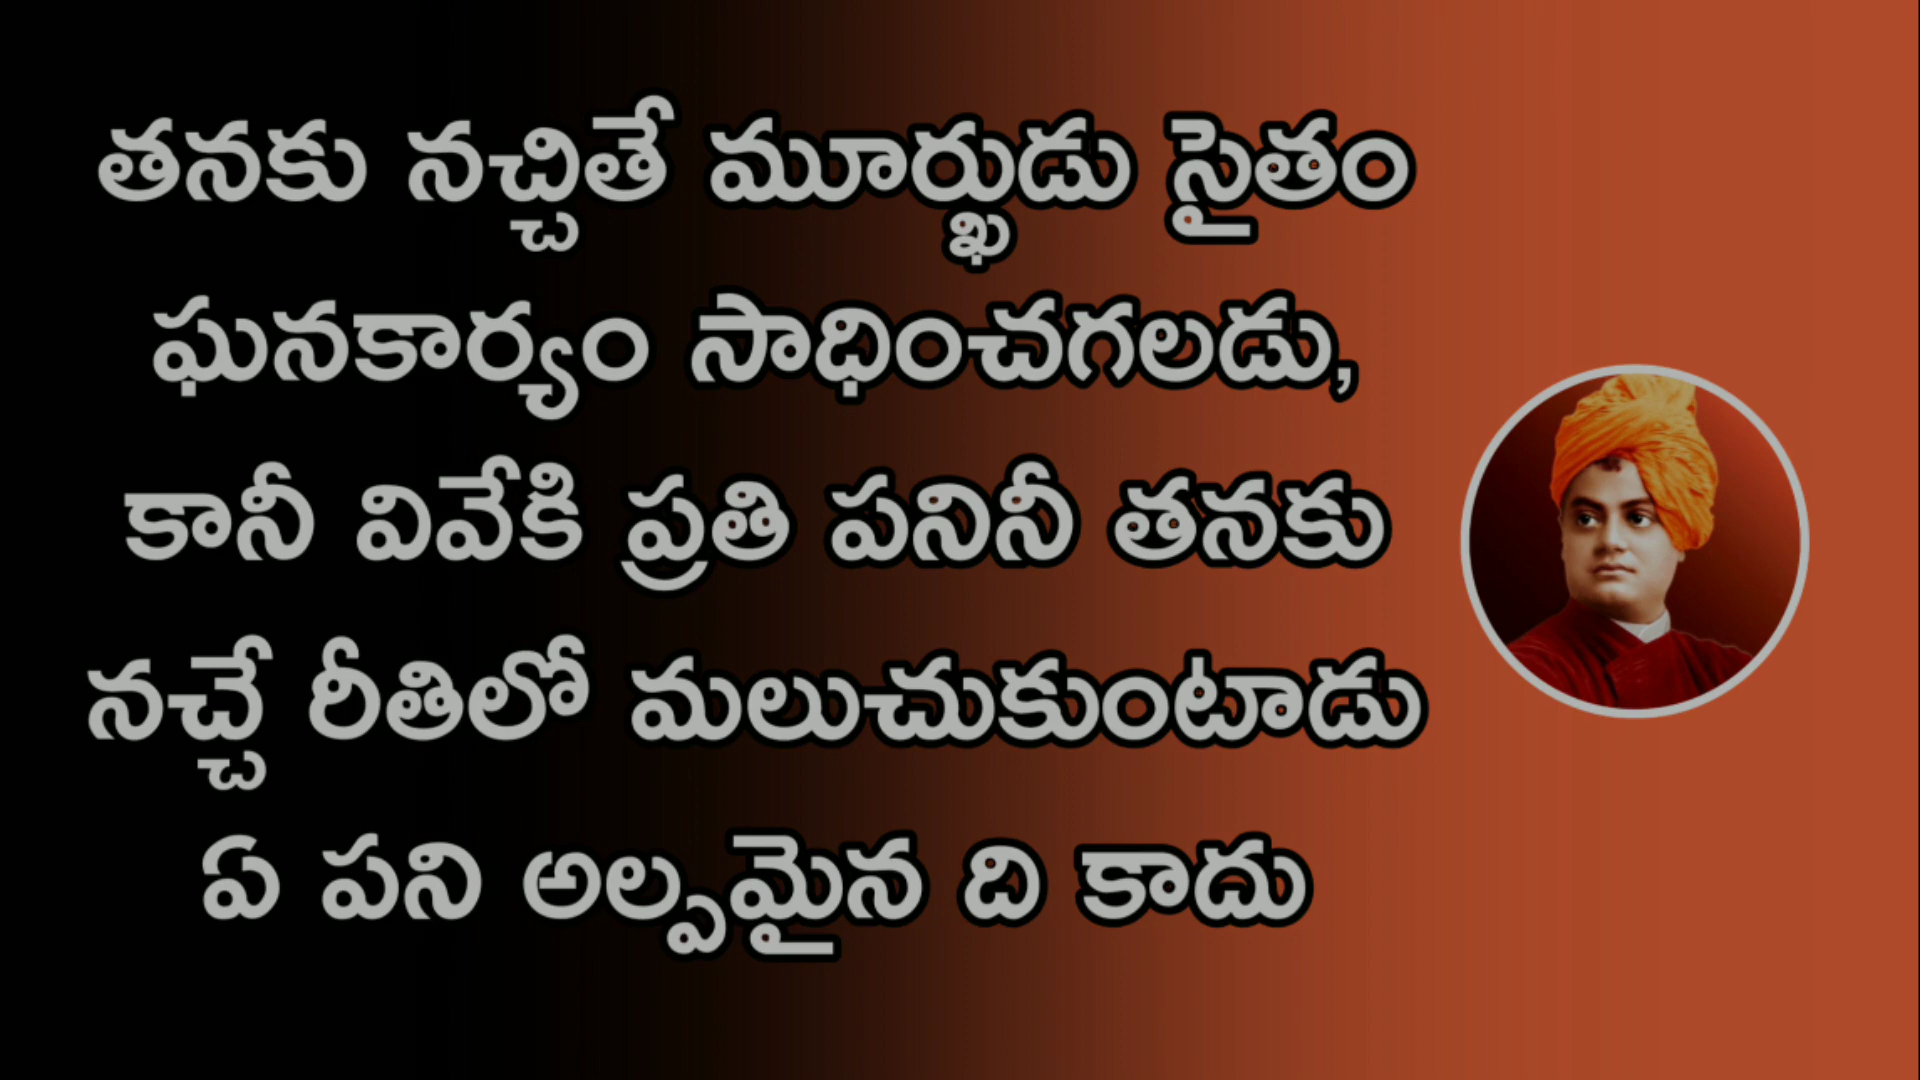 తనకు నచ్చితే మూర్ఖుడు సైతం
ఘనకార్యం సాధించగలడు,
కానీ వివేకి ప్రతి పనినీ తనకు
నచ్చే రీతిలో మలుచుకుంటాడు
ఏ పని అల్పమైన ది కాదు